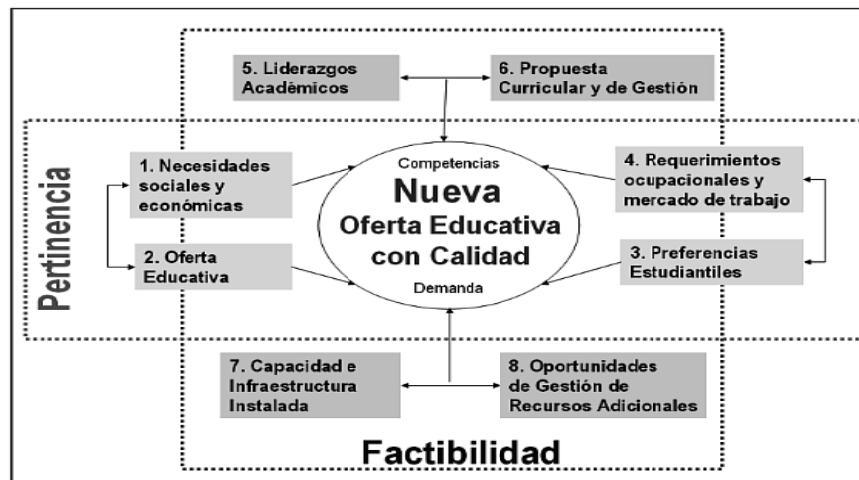 5. Liderazgos
Académicos
6. Propuesta
Curricular y de Gestión
Pertinencia
1. Necesidades
sociales y
económicas
2. Oferta
Educativa
Competencias
Nueva
Oferta Educativa
con Calidad
Demanda
4. Requerimientos
ocupacionales y
mercado de trabajo
3. Preferencias
Estudiantiles
7. Capacidad e
Infraestructura
Instalada
8. Oportunidades
de Gestión de
Recursos Adicionales
Factibilidad